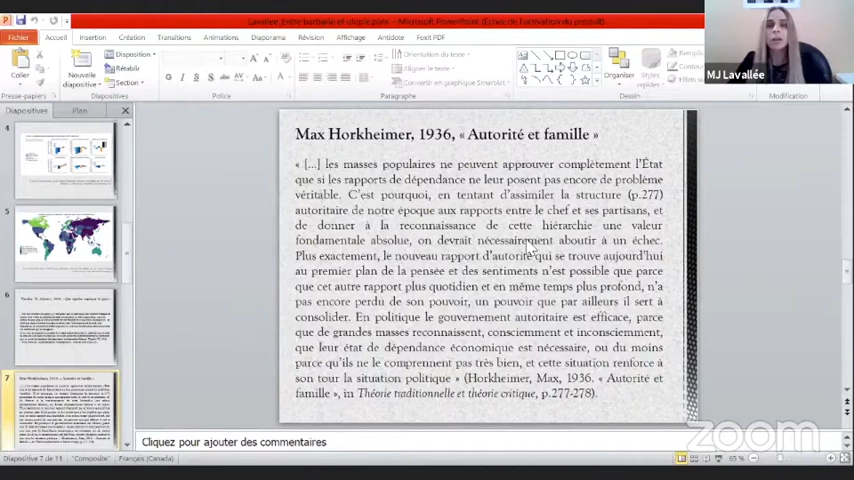 Lavallée_Entre barbarie et utopie.pptx - Microsoft PowerPoint (Échec de l'activation du produit)
Fichier Accueil Insertion Création Transitions Animations Diaporama Révision Affichage Antidote Foxit PDF
Coller
Nouvelle diapositive
Disposition
Rétablir
Section
Orientation du texte
Aligner le texte
Convertir en graphique SmartArt
Organiser
Styles rapides
Presse-papiers Diapositives Police Paragraphe Dessin Modification
MJ Lavallée
Diapositives Plan
4
5
6
7
Max Horkheimer, 1936, « Autorité et famille »
« [...] les masses populaires ne peuvent approuver complètement l'État
que si les rapports de dépendance ne leur posent pas encore de problème
véritable. C'est pourquoi, en tentant d'assimiler la structure (p.277)
autoritaire de notre époque aux rapports entre le chef et ses partisans, et
de donner à la reconnaissance de cette hiérarchie une valeur
fondamentale absolue, on devrait nécessairement aboutir à un échec.
Plus exactement, le nouveau rapport d'autorité qui se trouve aujourd'hui
au premier plan de la pensée et des sentiments n'est possible que parce
que cet autre rapport plus quotidien et en même temps plus profond, n'a
pas encore perdu de son pouvoir, un pouvoir que par ailleurs il sert à
consolider. En politique le gouvernement autoritaire est efficace, parce
que de grandes masses reconnaissent, consciemment et inconsciemment,
que leur état de dépendance économique est nécessaire, ou du moins
parce qu'ils ne le comprennent pas très bien, et cette situation renforce à
son tour la situation politique » (Horkheimer, Max, 1936. « Autorité et
famille », in Théorie traditionnelle et théorie critique, p.277-278).
Cliquez pour ajouter des commentaires
zoom
Diapositive 7 de 11 "Composite" Français (Canada) 65 %